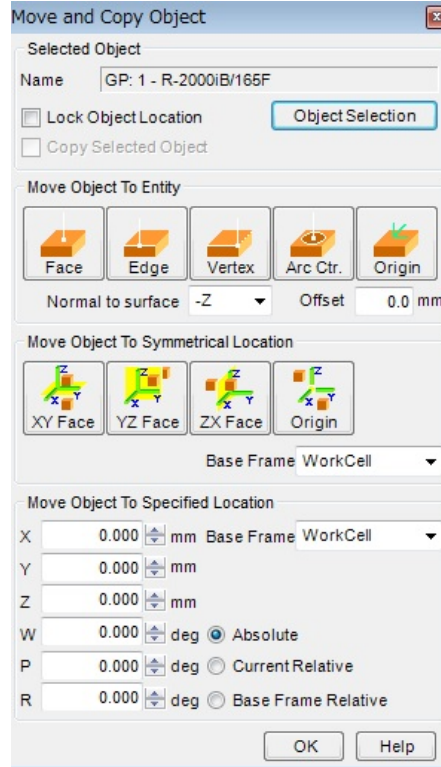 Move and Copy Object
Selected Object
Name GP: 1 - R-2000iB/165F
Lock Object Location Object Selection
Copy Selected Object
Move Object To Entity
Face Edge Vertex Arc Ctr. Origin
Normal to surface -Z Offset 0.0 mm
Move Object To Symmetrical Location
Z X Y Z X Y Z X Y Z X Y
XY Face YZ Face ZX Face Origin
Base Frame WorkCell
Move Object To Specified Location
X 0.000 mm Base Frame WorkCell
Y 0.000 mm
Z 0.000 mm
W 0.000 deg Absolute
P 0.000 deg Current Relative
R 0.000 deg Base Frame Relative
OK Help